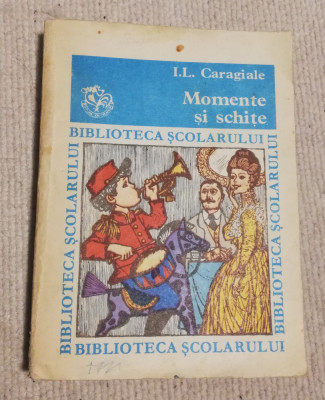 I.L. Caragiale
Momente
și schițe
BIBLIOTECA ȘCOLARULUI
BIBLIOTECA ȘCOLARULUI
BIBLIOTECA ȘCOLARULUI
BIBLIOTECA ȘCOLARULUI